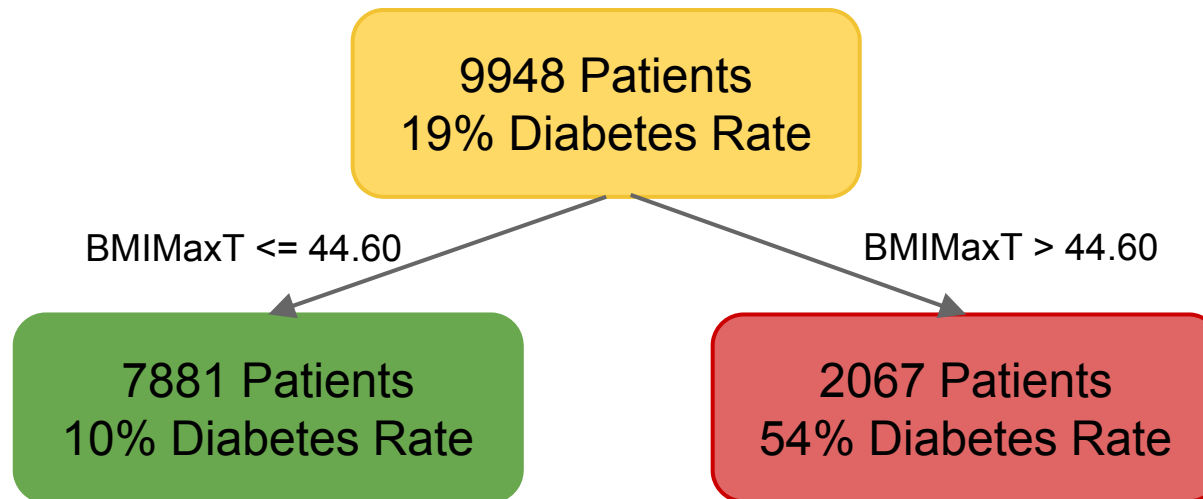 9948 Patients
19% Diabetes Rate
BMIMaxT <= 44.60
BMIMaxT > 44.60
7881 Patients
10% Diabetes Rate
2067 Patients
54% Diabetes Rate